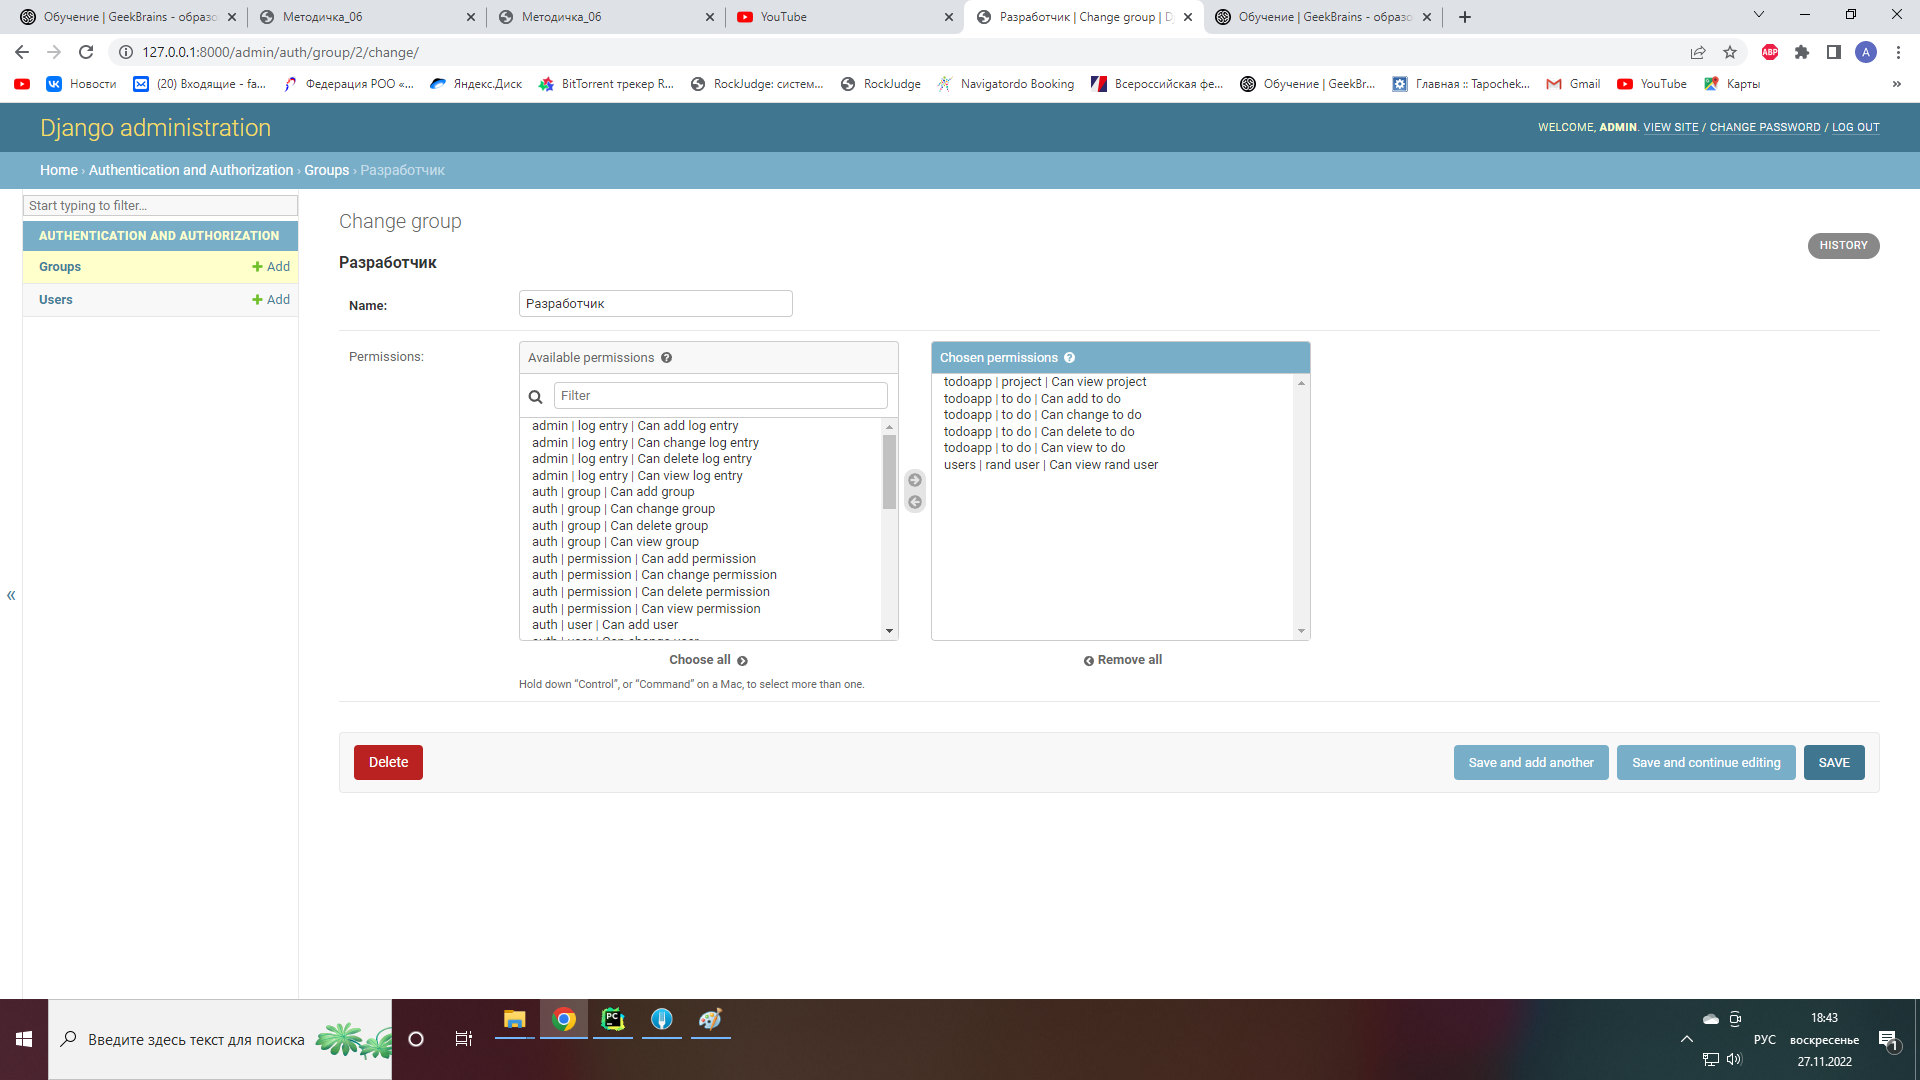 Обучение | GeekBrains - образо
Методичка_06
Методичка_06
YouTube
Разработчик | Change group | D
Обучение | GeekBrains - образо
127.0.0.1:8000/admin/auth/group/2/change/
ABP
A
Новости
(20) Входящие - fa...
Федерация РОО «...
Яндекс.Диск
BitTorrent трекер R...
RockJudge: систем...
RockJudge
Navigatordo Booking
Всероссийская фе...
Обучение | GeekBr...
Главная :: Tapochek...
Gmail
YouTube
Карты
»
Django administration
WELCOME, ADMIN. VIEW SITE / CHANGE PASSWORD / LOG OUT
Home › Authentication and Authorization › Groups › Разработчик
Start typing to filter...
AUTHENTICATION AND AUTHORIZATION
Groups
+ Add
Users
+ Add
«
Change group
HISTORY
Разработчик
Name:
Разработчик
Permissions:
Available permissions ?
Filter
admin | log entry | Can add log entry
admin | log entry | Can change log entry
admin | log entry | Can delete log entry
admin | log entry | Can view log entry
auth | group | Can add group
auth | group | Can change group
auth | group | Can delete group
auth | group | Can view group
auth | permission | Can add permission
auth | permission | Can change permission
auth | permission | Can delete permission
auth | permission | Can view permission
auth | user | Can add user
auth | user | Can change user
Choose all
Chosen permissions ?
todoapp | project | Can view project
todoapp | to do | Can add to do
todoapp | to do | Can change to do
todoapp | to do | Can delete to do
todoapp | to do | Can view to do
users | rand user | Can view rand user
Remove all
Hold down “Control”, or “Command” on a Mac, to select more than one.
Delete
Save and add another
Save and continue editing
SAVE
Введите здесь текст для поиска
PC
РУС
18:43
воскресенье
27.11.2022
1